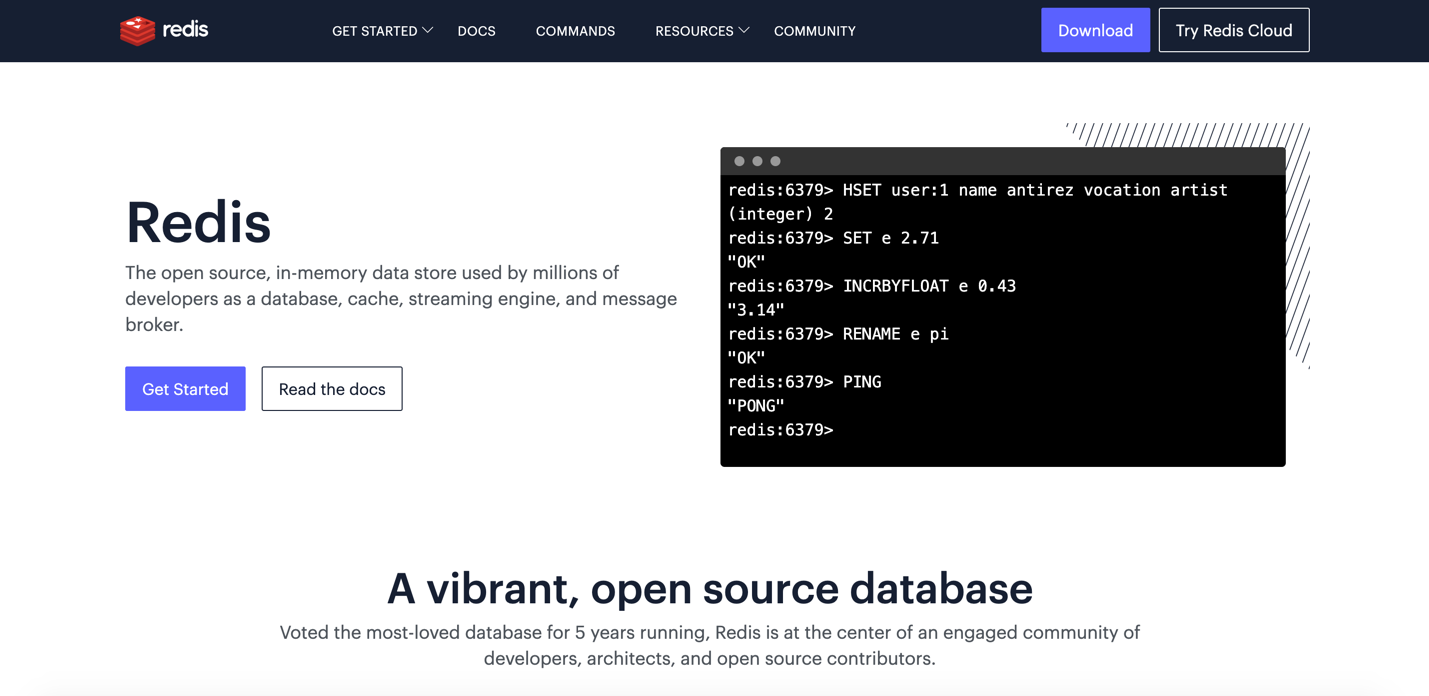 redis
GET STARTED
DOCS
COMMANDS
RESOURCES
COMMUNITY
Download
Try Redis Cloud
Redis
The open source, in-memory data store used by millions of
developers as a database, cache, streaming engine, and message
broker.
Get Started
Read the docs
redis:6379> HSET user:1 name antirez vocation artist
(integer) 2
redis:6379> SET e 2.71
"OK"
redis:6379> INCRBYFLOAT e 0.43
"3.14"
redis:6379> RENAME e pi
"OK"
redis:6379> PING
"PONG"
redis:6379>
A vibrant, open source database
Voted the most-loved database for 5 years running, Redis is at the center of an engaged community of
developers, architects, and open source contributors.